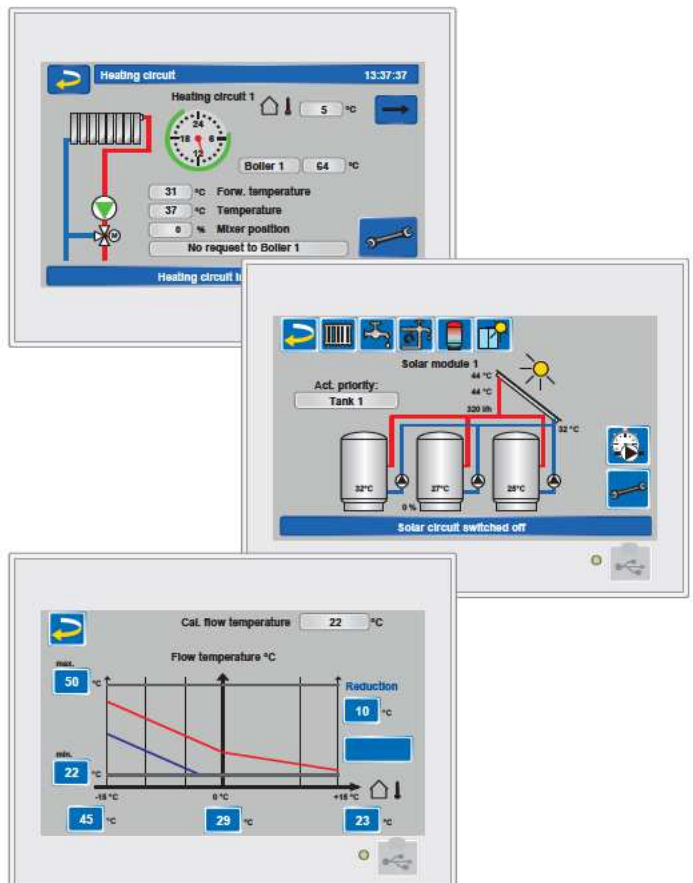 Heating circuit 13:37:37
Heating circuit 1 5 °C
24
18 6
12
Boiler 1 64 °C
31 °C Forw. temperature
37 °C Temperature
0 % Mixer position
M
No request to Boiler 1
Heating circuit
Solar module 1
44 °C
Act. priority: 44 °C
Tank 1 320 l/h
32 °C
32°C 27°C 25°C
0 %
Solar circuit switched off
Cal. flow temperature 22 °C
Flow temperature °C
max.
50 °C
Reduction
10 °C
min.
22 °C
-15 °C 0 °C +15 °C
45 °C 29 °C 23 °C